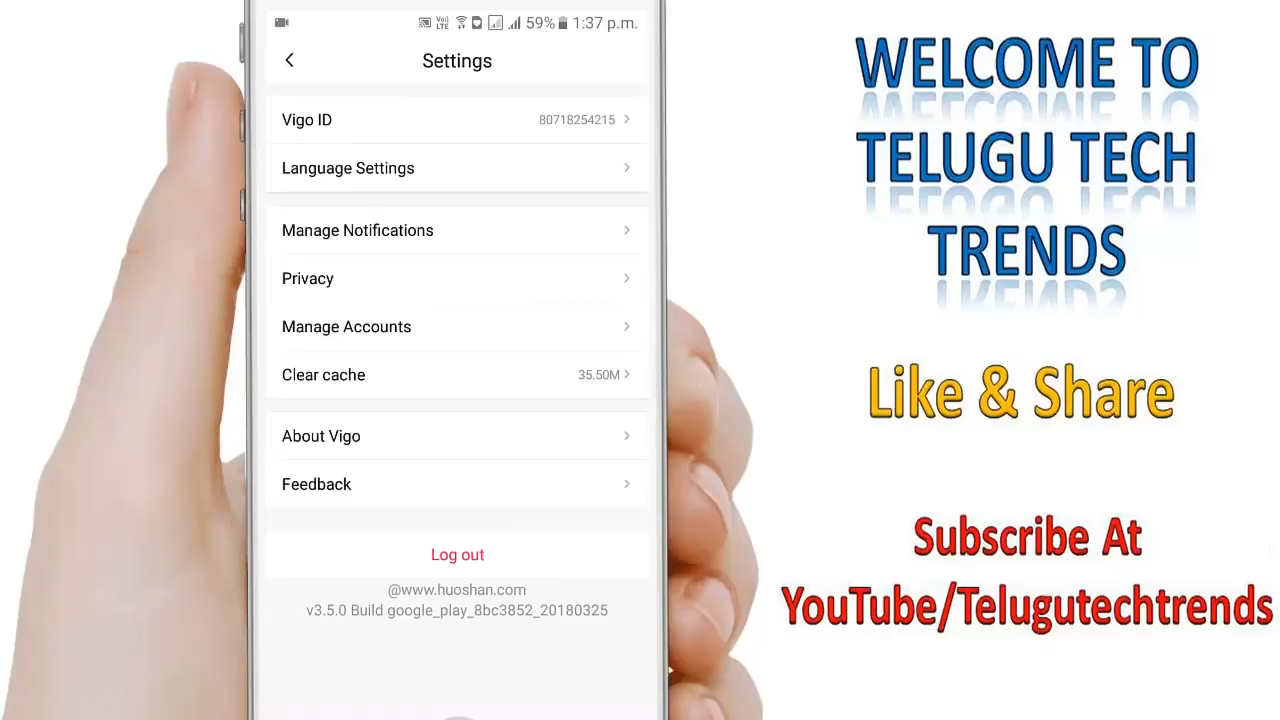 59% 1:37 p.m.
Settings
Vigo ID 80718254215
Language Settings
Manage Notifications
Privacy
Manage Accounts
Clear cache 35.50M
About Vigo
Feedback
Log out
@www.huoshan.com
v3.5.0 Build google_play_8bc3852_20180325
WELCOME TO
TELUGU TECH
TRENDS
Like & Share
Subscribe At
YouTube/Telugutechtrends